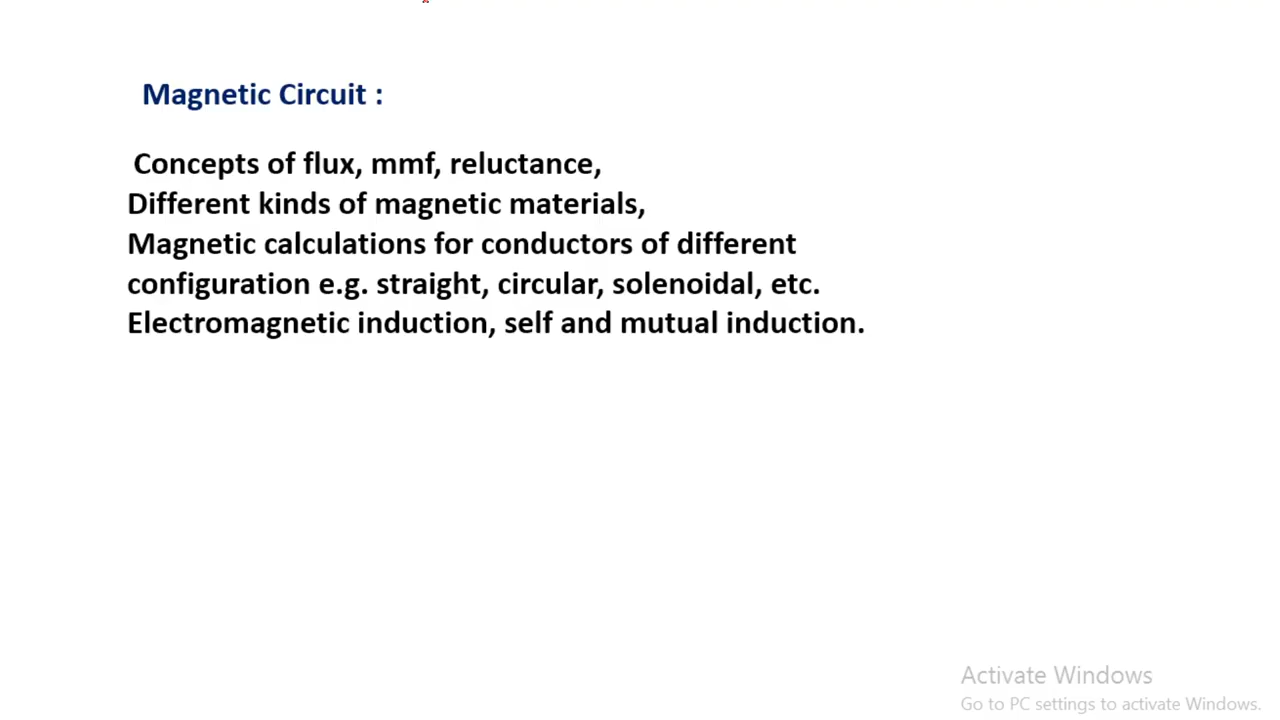 Magnetic Circuit :
Concepts of flux, mmf, reluctance,
Different kinds of magnetic materials,
Magnetic calculations for conductors of different
configuration e.g. straight, circular, solenoidal, etc.
Electromagnetic induction, self and mutual induction.
Activate Windows
Go to PC settings to activate Windows.